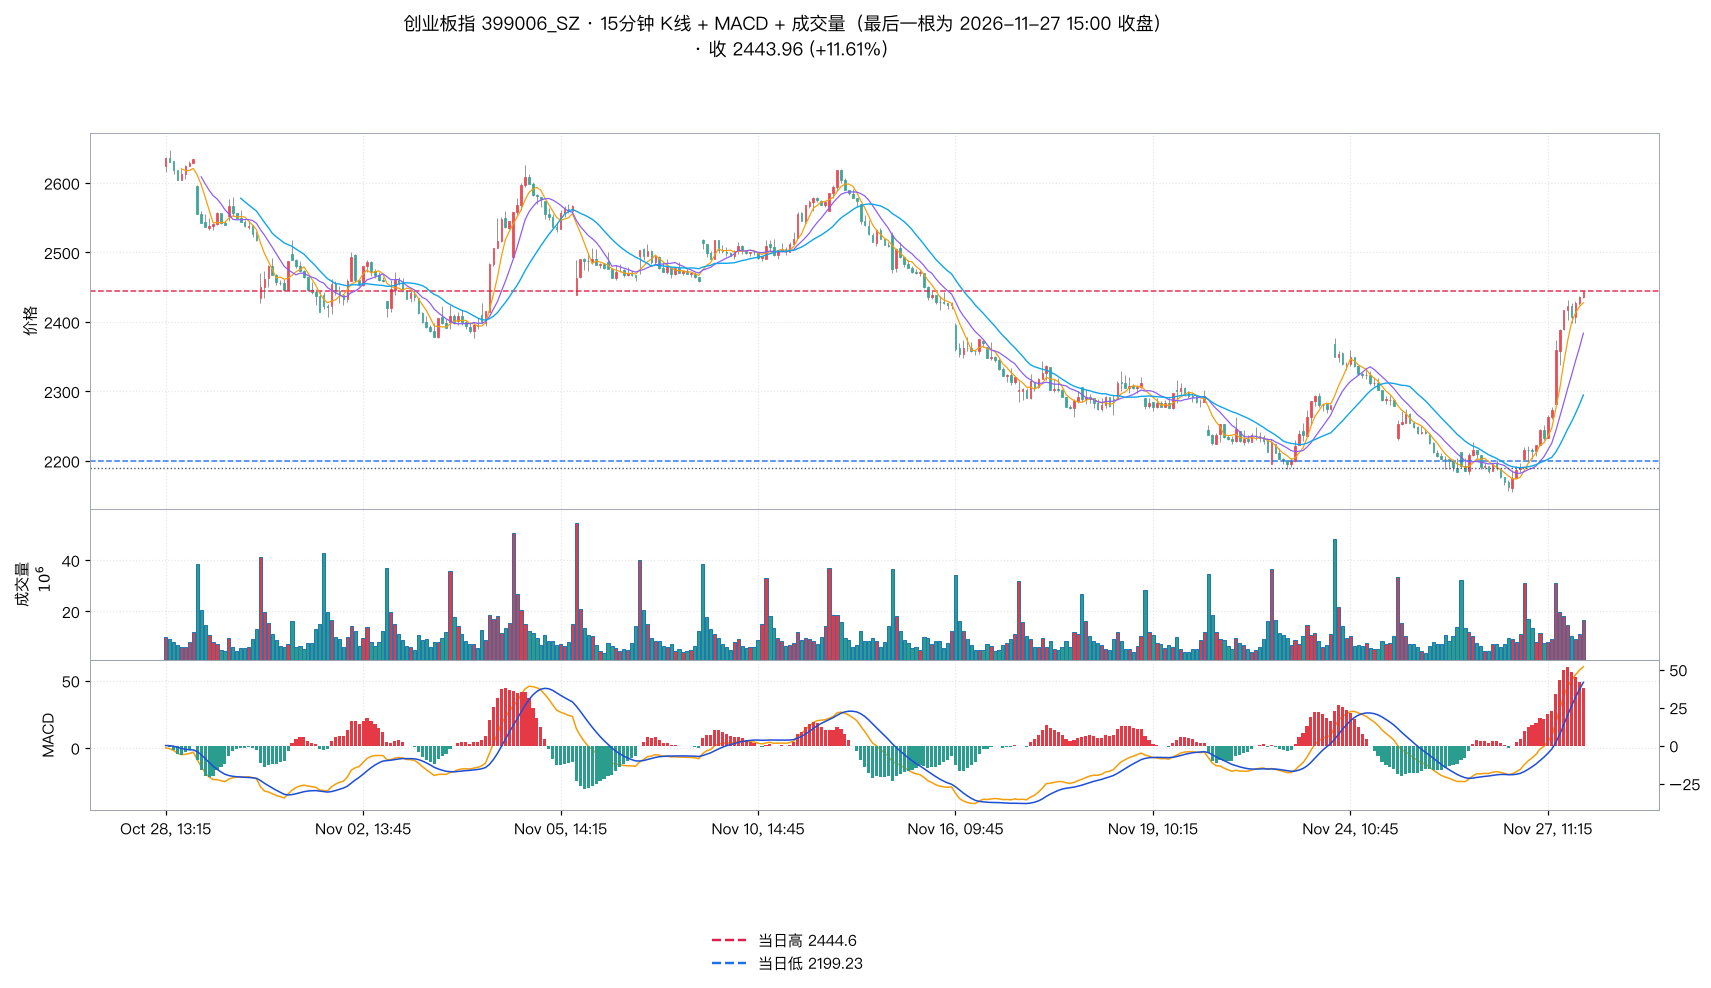 创业板指 399006_SZ · 15分钟 K线 + MACD + 成交量（最后一根为 2026−11−27 15:00 收盘）
· 收 2443.96 (+11.61%)
价格
2600
2500
2400
2300
2200
成交量
10⁶
40
20
MACD
50
0
50
25
0
−25
Oct 28, 13:15
Nov 02, 13:45
Nov 05, 14:15
Nov 10, 14:45
Nov 16, 09:45
Nov 19, 10:15
Nov 24, 10:45
Nov 27, 11:15
当日高 2444.6
当日低 2199.23